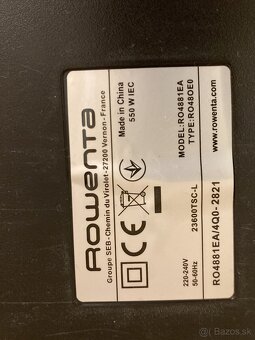 Rowenta
Groupe SEB - Chemin du Virolet - 27200 Vernon - France
Made in China
550 W IEC
MODEL: RO4881EA
TYPE: RO48OE0
www.rowenta.com
CE
220-240V
50-60Hz
23600TSC-L
RO4881EA/4Q0-2821
bazos.sk